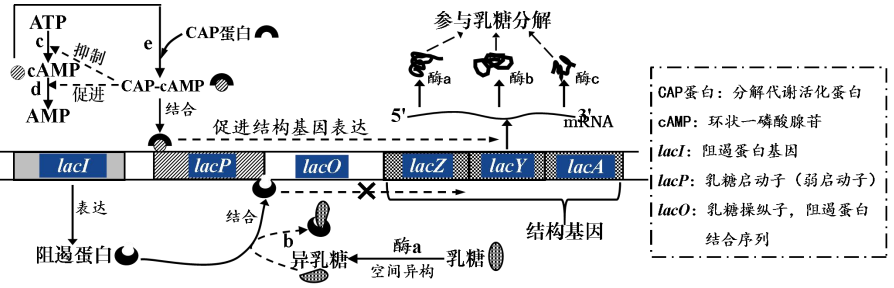 ATP
c
抑制
cAMP
d
促进
AMP
e
CAP蛋白
CAP-cAMP
结合
促进结构基因表达
参与乳糖分解
酶a
酶b
酶c
5'
3'
mRNA
lacI
lacP
lacO
lacZ
lacY
lacA
表达
阻遏蛋白
结合
b
异乳糖
酶a
空间异构
乳糖
结构基因
CAP蛋白：分解代谢活化蛋白
cAMP：环状一磷酸腺苷
lacI：阻遏蛋白基因
lacP：乳糖启动子（弱启动子）
lacO：乳糖操纵子，阻遏蛋白
结合序列